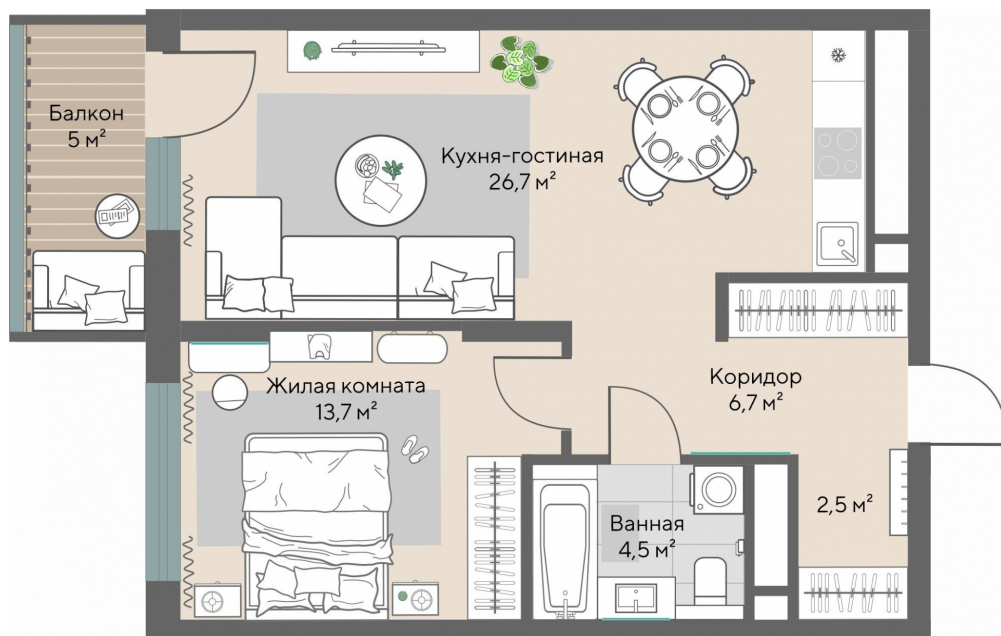 Балкон
5 м²
Кухня-гостиная
26,7 м²
Жилая комната
13,7 м²
Коридор
6,7 м²
2,5 м²
Ванная
4,5 м²